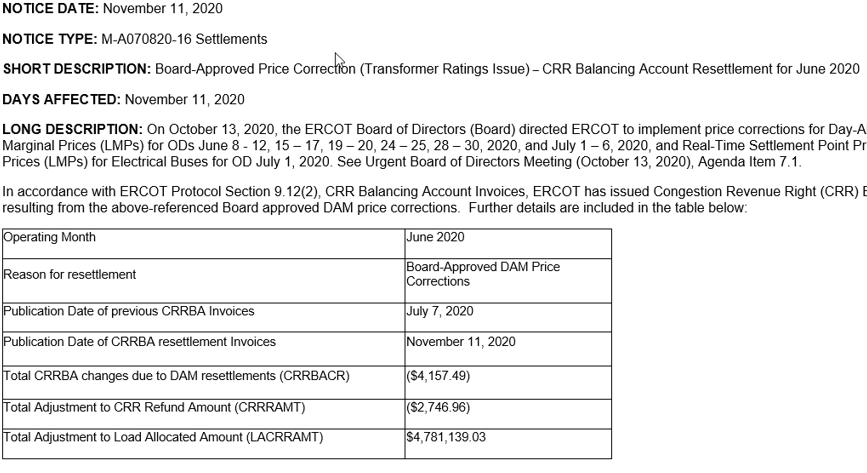 NOTICE DATE: November 11, 2020
NOTICE TYPE: M-A070820-16 Settlements
SHORT DESCRIPTION: Board-Approved Price Correction (Transformer Ratings Issue) – CRR Balancing Account Resettlement for June 2020
DAYS AFFECTED: November 11, 2020
LONG DESCRIPTION: On October 13, 2020, the ERCOT Board of Directors (Board) directed ERCOT to implement price corrections for Day-A
Marginal Prices (LMPs) for ODs June 8 - 12, 15 – 17, 19 – 20, 24 – 25, 28 – 30, 2020, and July 1 – 6, 2020, and Real-Time Settlement Point Pr
Prices (LMPs) for Electrical Buses for OD July 1, 2020. See Urgent Board of Directors Meeting (October 13, 2020), Agenda Item 7.1.
In accordance with ERCOT Protocol Section 9.12(2), CRR Balancing Account Invoices, ERCOT has issued Congestion Revenue Right (CRR) B
resulting from the above-referenced Board approved DAM price corrections. Further details are included in the table below:
Operating Month June 2020
Reason for resettlement Board-Approved DAM Price
Corrections
Publication Date of previous CRRBA Invoices July 7, 2020
Publication Date of CRRBA resettlement Invoices November 11, 2020
Total CRRBA changes due to DAM resettlements (CRRBACR) ($4,157.49)
Total Adjustment to CRR Refund Amount (CRRRAMT) ($2,746.96)
Total Adjustment to Load Allocated Amount (LACRRAMT) $4,781,139.03